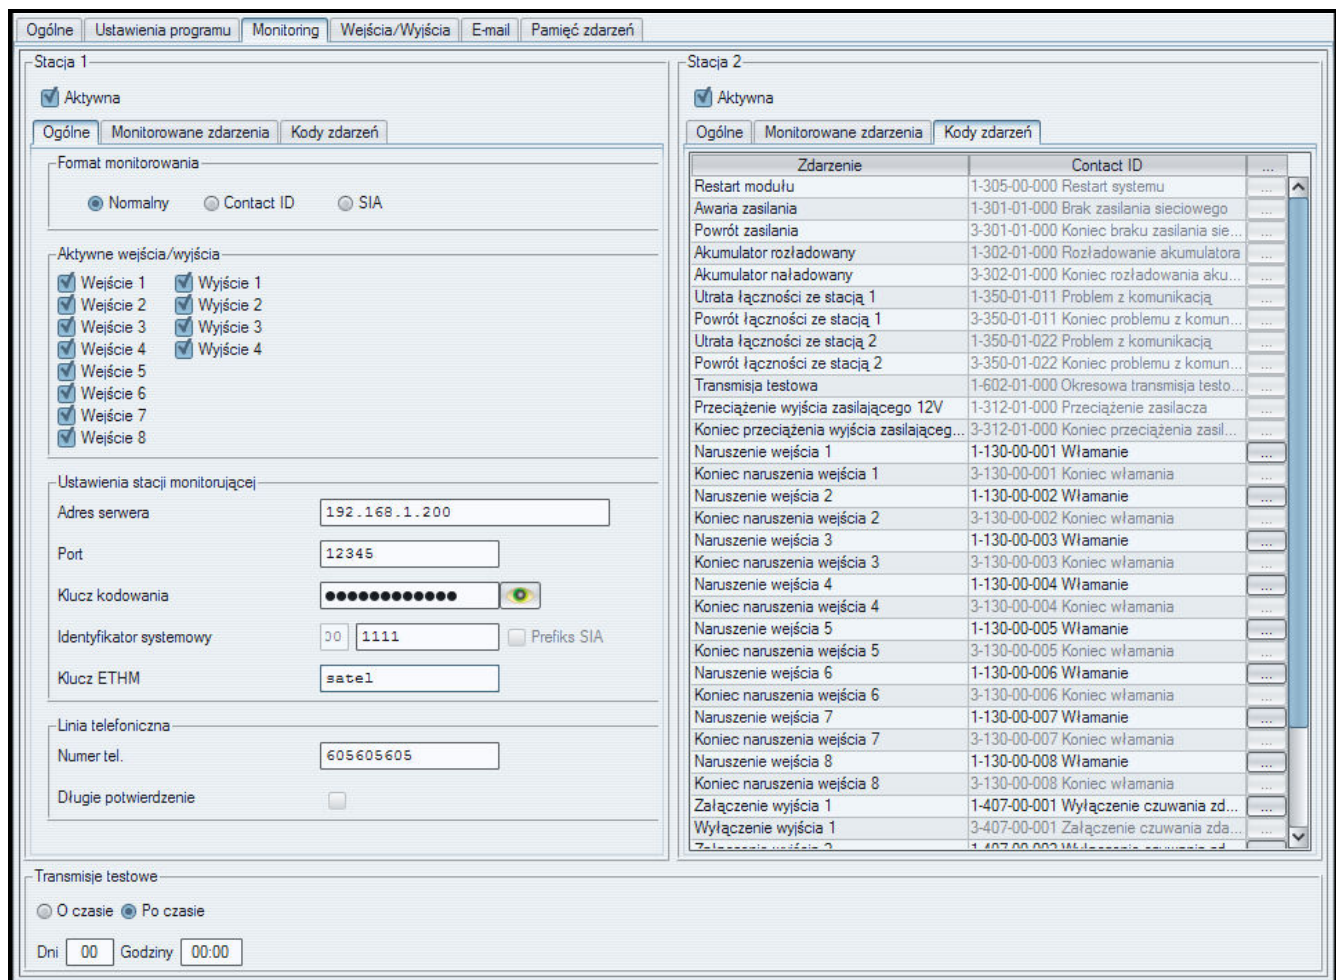 Ogólne Ustawienia programu Monitoring Wejścia/Wyjścia E-mail Pamięć zdarzeń
Stacja 1
Aktywna
Ogólne Monitorowane zdarzenia Kody zdarzeń
Format monitorowania
Normalny Contact ID SIA
Aktywne wejścia/wyjścia
Wejście 1 Wyjście 1
Wejście 2 Wyjście 2
Wejście 3 Wyjście 3
Wejście 4 Wyjście 4
Wejście 5
Wejście 6
Wejście 7
Wejście 8
Ustawienia stacji monitorującej
Adres serwera 192.168.1.200
Port 12345
Klucz kodowania ●●●●●●●●●●●●
Identyfikator systemowy 00 1111 Prefiks SIA
Klucz ETHM satel
Linia telefoniczna
Numer tel. 605605605
Długie potwierdzenie
Stacja 2
Aktywna
Ogólne Monitorowane zdarzenia Kody zdarzeń
Zdarzenie Contact ID ...
Restart modułu 1-305-00-000 Restart systemu ...
Awaria zasilania 1-301-01-000 Brak zasilania sieciowego ...
Powrót zasilania 3-301-01-000 Koniec braku zasilania sie... ...
Akumulator rozładowany 1-302-01-000 Rozładowanie akumulatora ...
Akumulator naładowany 3-302-01-000 Koniec rozładowania aku... ...
Utrata łączności ze stacją 1 1-350-01-011 Problem z komunikacją ...
Powrót łączności ze stacją 1 3-350-01-011 Koniec problemu z komun... ...
Utrata łączności ze stacją 2 1-350-01-022 Problem z komunikacją ...
Powrót łączności ze stacją 2 3-350-01-022 Koniec problemu z komun... ...
Transmisja testowa 1-602-01-000 Okresowa transmisja testo... ...
Przeciążenie wyjścia zasilającego 12V 1-312-01-000 Przeciążenie zasilacza ...
Koniec przeciążenia wyjścia zasilająceg... 3-312-01-000 Koniec przeciążenia zasil... ...
Naruszenie wejścia 1 1-130-00-001 Włamanie ...
Koniec naruszenia wejścia 1 3-130-00-001 Koniec włamania ...
Naruszenie wejścia 2 1-130-00-002 Włamanie ...
Koniec naruszenia wejścia 2 3-130-00-002 Koniec włamania ...
Naruszenie wejścia 3 1-130-00-003 Włamanie ...
Koniec naruszenia wejścia 3 3-130-00-003 Koniec włamania ...
Naruszenie wejścia 4 1-130-00-004 Włamanie ...
Koniec naruszenia wejścia 4 3-130-00-004 Koniec włamania ...
Naruszenie wejścia 5 1-130-00-005 Włamanie ...
Koniec naruszenia wejścia 5 3-130-00-005 Koniec włamania ...
Naruszenie wejścia 6 1-130-00-006 Włamanie ...
Koniec naruszenia wejścia 6 3-130-00-006 Koniec włamania ...
Naruszenie wejścia 7 1-130-00-007 Włamanie ...
Koniec naruszenia wejścia 7 3-130-00-007 Koniec włamania ...
Naruszenie wejścia 8 1-130-00-008 Włamanie ...
Koniec naruszenia wejścia 8 3-130-00-008 Koniec włamania ...
Załączenie wyjścia 1 1-407-00-001 Wyłączenie czuwania zd... ...
Wyłączenie wyjścia 1 3-407-00-001 Załączenie czuwania zda... ...
Transmisje testowe
O czasie Po czasie
Dni 00 Godziny 00:00